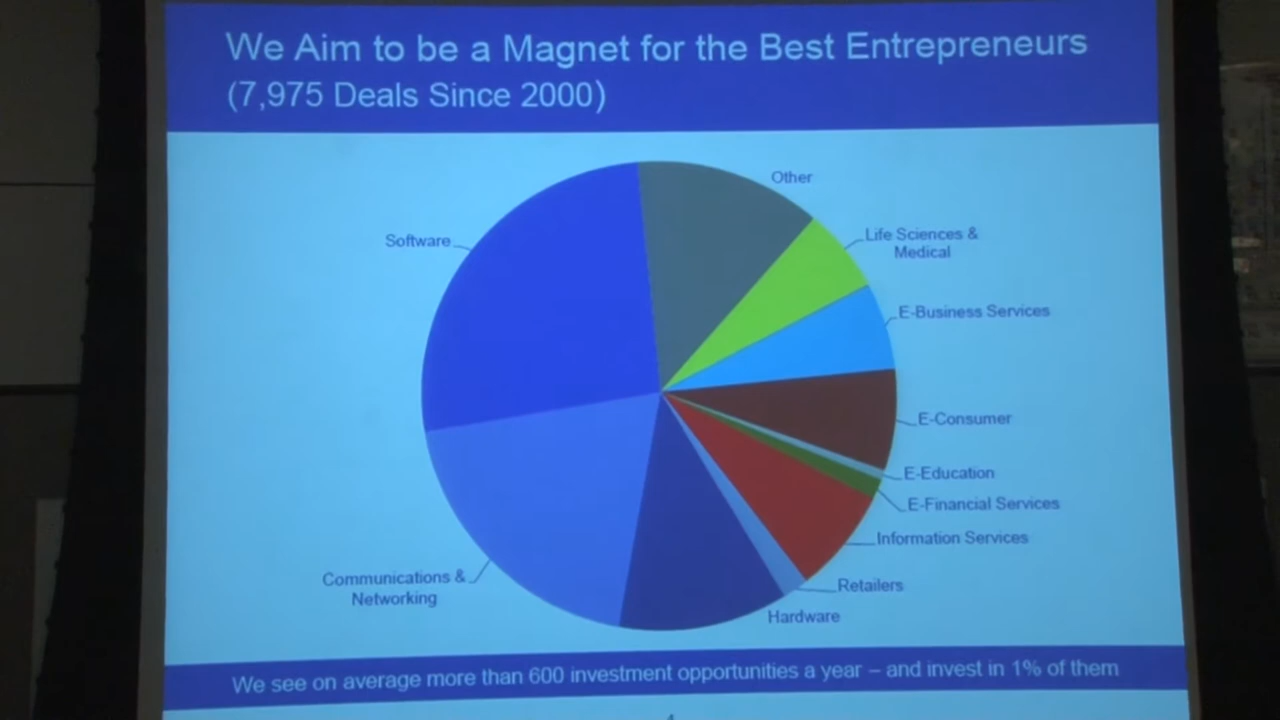 We Aim to be a Magnet for the Best Entrepreneurs
(7,975 Deals Since 2000)
Other
Software
Life Sciences &
Medical
E-Business Services
E-Consumer
E-Education
E-Financial Services
Information Services
Communications &
Networking
Retailers
Hardware
We see on average more than 600 investment opportunities a year – and invest in 1% of them